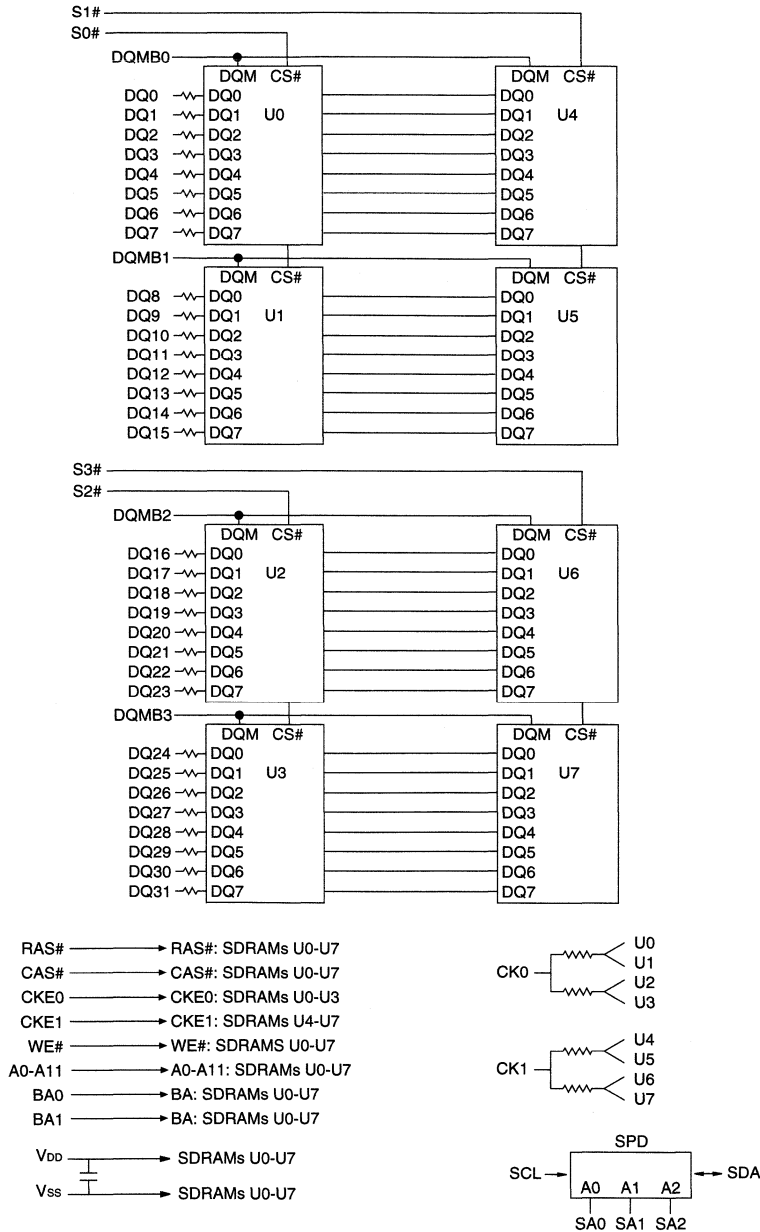 S1#
S0#
DQMB0
DQM CS# DQM CS#
DQ0 DQ0 DQ0
DQ1 DQ1 U0 DQ1 U4
DQ2 DQ2 DQ2
DQ3 DQ3 DQ3
DQ4 DQ4 DQ4
DQ5 DQ5 DQ5
DQ6 DQ6 DQ6
DQ7 DQ7 DQ7
DQMB1
DQM CS# DQM CS#
DQ8 DQ0 DQ0
DQ9 DQ1 U1 DQ1 U5
DQ10 DQ2 DQ2
DQ11 DQ3 DQ3
DQ12 DQ4 DQ4
DQ13 DQ5 DQ5
DQ14 DQ6 DQ6
DQ15 DQ7 DQ7
S3#
S2#
DQMB2
DQM CS# DQM CS#
DQ16 DQ0 DQ0
DQ17 DQ1 U2 DQ1 U6
DQ18 DQ2 DQ2
DQ19 DQ3 DQ3
DQ20 DQ4 DQ4
DQ21 DQ5 DQ5
DQ22 DQ6 DQ6
DQ23 DQ7 DQ7
DQMB3
DQM CS# DQM CS#
DQ24 DQ0 DQ0
DQ25 DQ1 U3 DQ1 U7
DQ26 DQ2 DQ2
DQ27 DQ3 DQ3
DQ28 DQ4 DQ4
DQ29 DQ5 DQ5
DQ30 DQ6 DQ6
DQ31 DQ7 DQ7
RAS# RAS#: SDRAMs U0-U7
CAS# CAS#: SDRAMs U0-U7
CKE0 CKE0: SDRAMs U0-U3
CKE1 CKE1: SDRAMs U4-U7
WE# WE#: SDRAMS U0-U7
A0-A11 A0-A11: SDRAMs U0-U7
BA0 BA: SDRAMs U0-U7
BA1 BA: SDRAMs U0-U7
VDD SDRAMs U0-U7
VSS SDRAMs U0-U7
CK0
U0
U1
U2
U3
CK1
U4
U5
U6
U7
SPD
SCL SDA
A0 A1 A2
SA0 SA1 SA2